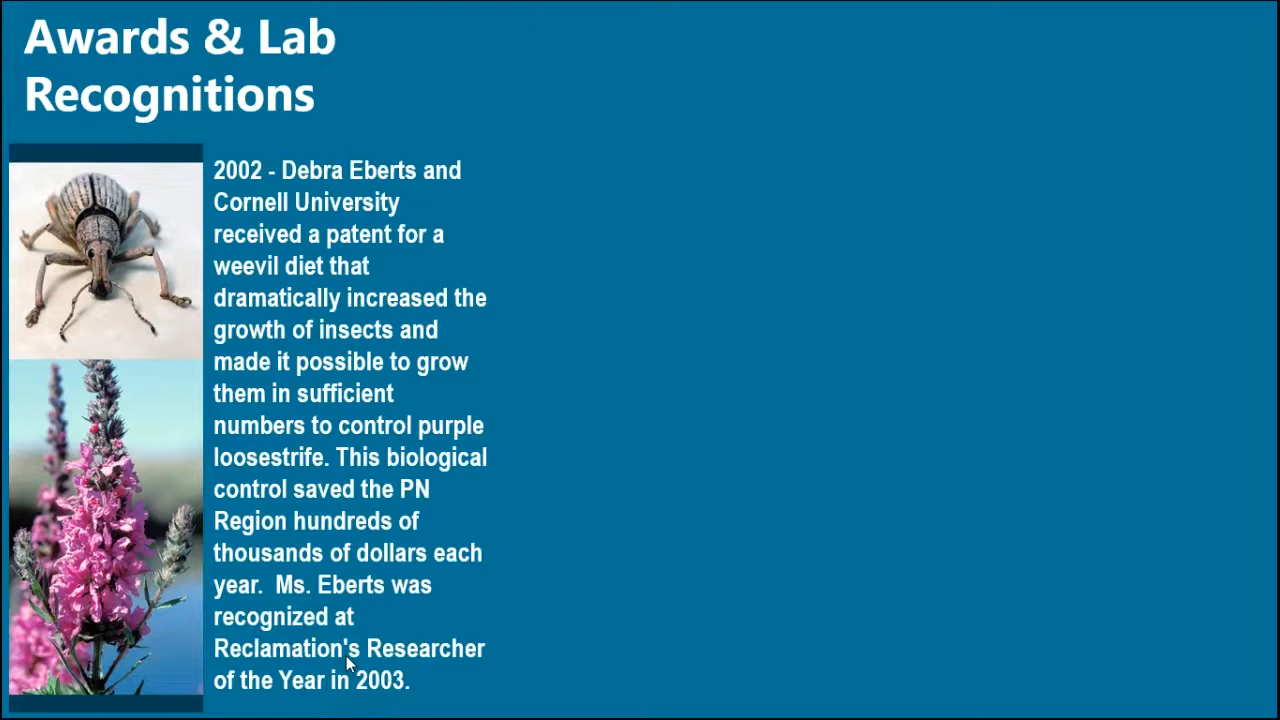 Awards & Lab
Recognitions
2002 - Debra Eberts and
Cornell University
received a patent for a
weevil diet that
dramatically increased the
growth of insects and
made it possible to grow
them in sufficient
numbers to control purple
loosestrife. This biological
control saved the PN
Region hundreds of
thousands of dollars each
year.  Ms. Eberts was
recognized at
Reclamation's Researcher
of the Year in 2003.